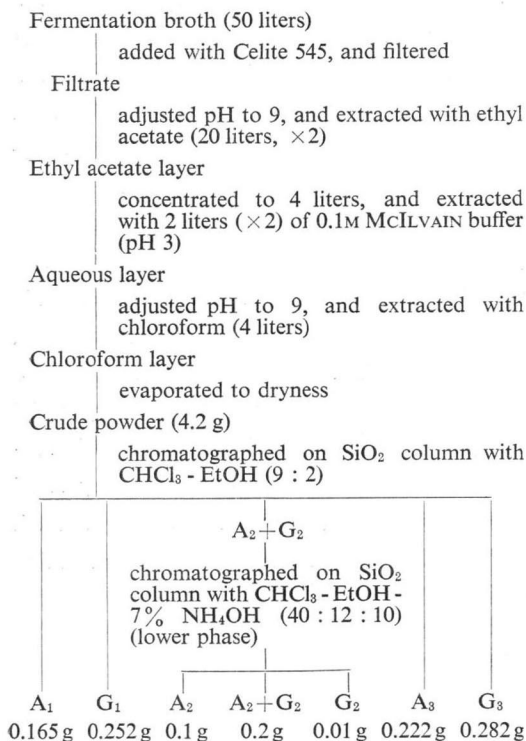 Fermentation broth (50 liters)
added with Celite 545, and filtered
Filtrate
adjusted pH to 9, and extracted with ethyl
acetate (20 liters, ×2)
Ethyl acetate layer
concentrated to 4 liters, and extracted
with 2 liters (×2) of 0.1M MCILVAIN buffer
(pH 3)
Aqueous layer
adjusted pH to 9, and extracted with
chloroform (4 liters)
Chloroform layer
evaporated to dryness
Crude powder (4.2 g)
chromatographed on SiO₂ column with
CHCl₃ - EtOH (9 : 2)
A₂+G₂
chromatographed on SiO₂
column with CHCl₃ - EtOH -
7% NH₄OH (40 : 12 : 10)
(lower phase)
A₁ G₁ A₂ A₂+G₂ G₂ A₃ G₃
0.165 g 0.252 g 0.1 g 0.2 g 0.01 g 0.222 g 0.282 g